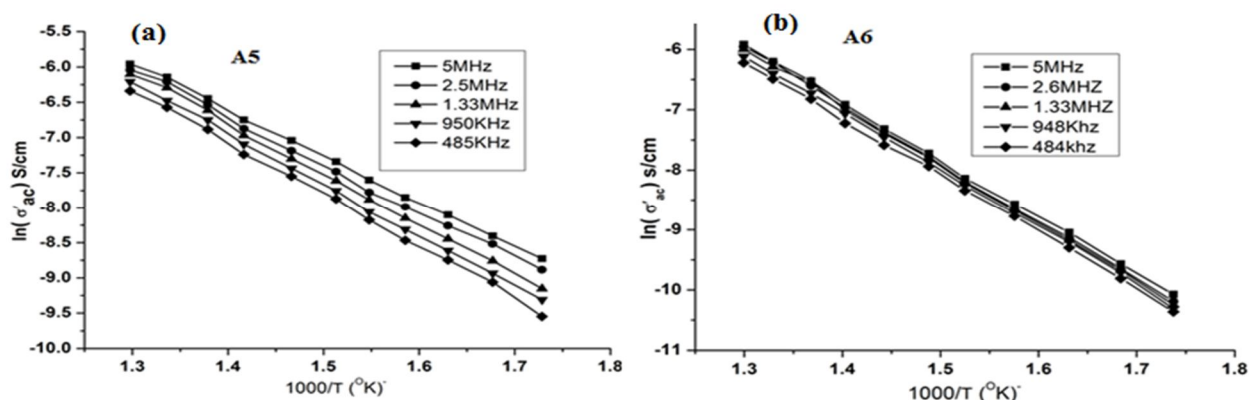 (a)
A5
5MHz
2.5MHz
1.33MHz
950KHz
485KHz
-5.5
-6.0
-6.5
-7.0
-7.5
-8.0
-8.5
-9.0
-9.5
-10.0
ln( σ'ac) S/cm
1.3 1.4 1.5 1.6 1.7 1.8
1000/T (OK)-
(b)
A6
5MHz
2.6MHZ
1.33MHZ
948Khz
484khz
-6
-7
-8
-9
-10
-11
ln( σ'ac) s/cm
1.3 1.4 1.5 1.6 1.7 1.8
1000/T (OK)-